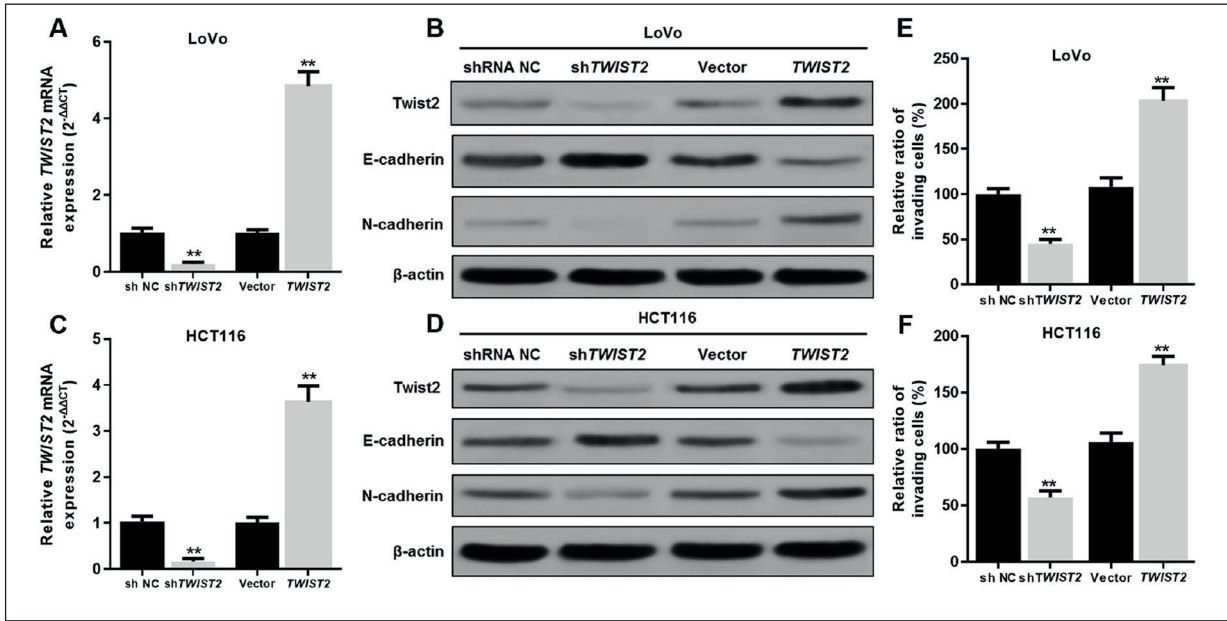 A
LoVo
Relative TWIST2 mRNA
expression (2-ΔΔCT)
6
4
2
0
**
**
sh NC shTWIST2 Vector TWIST2
B
LoVo
shRNA NC shTWIST2 Vector TWIST2
Twist2
E-cadherin
N-cadherin
β-actin
E
LoVo
Relative ratio of
invading cells (%)
250
200
150
100
50
0
**
**
sh NC shTWIST2 Vector TWIST2
C
HCT116
Relative TWIST2 mRNA
expression (2-ΔΔCT)
5
4
3
2
1
0
**
**
sh NC shTWIST2 Vector TWIST2
D
HCT116
shRNA NC shTWIST2 Vector TWIST2
Twist2
E-cadherin
N-cadherin
β-actin
F
HCT116
Relative ratio of
invading cells (%)
200
150
100
50
0
**
**
sh NC shTWIST2 Vector TWIST2